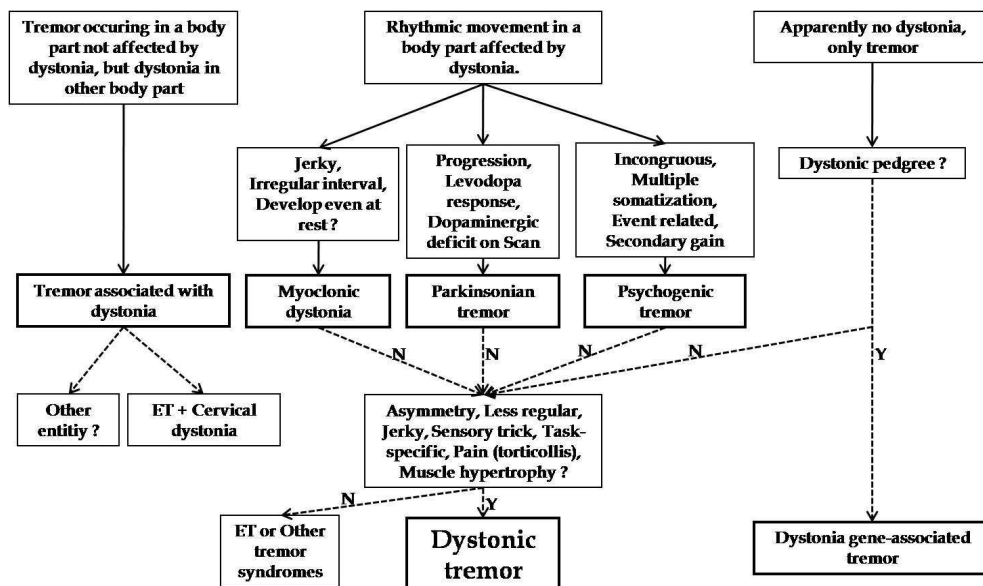 Tremor occuring in a body
part not affected by
dystonia, but dystonia in
other body part
Rhythmic movement in
a body part affected by
dystonia.
Apparently no dystonia,
only tremor
Jerky,
Irregular interval,
Develop even at
rest ?
Progression,
Levodopa
response,
Dopaminergic
deficit on Scan
Incongruous,
Multiple
somatization,
Event related,
Secondary gain
Dystonic pedgree ?
Tremor associated with
dystonia
Myoclonic
dystonia
Parkinsonian
tremor
Psychogenic
tremor
N
N
N
N
Y
Other
entitiy ?
ET + Cervical
dystonia
Asymmetry, Less regular,
Jerky, Sensory trick, Task-
specific, Pain (torticollis),
Muscle hypertrophy ?
N
Y
ET or Other
tremor
syndromes
Dystonic
tremor
Dystonia gene-associated
tremor